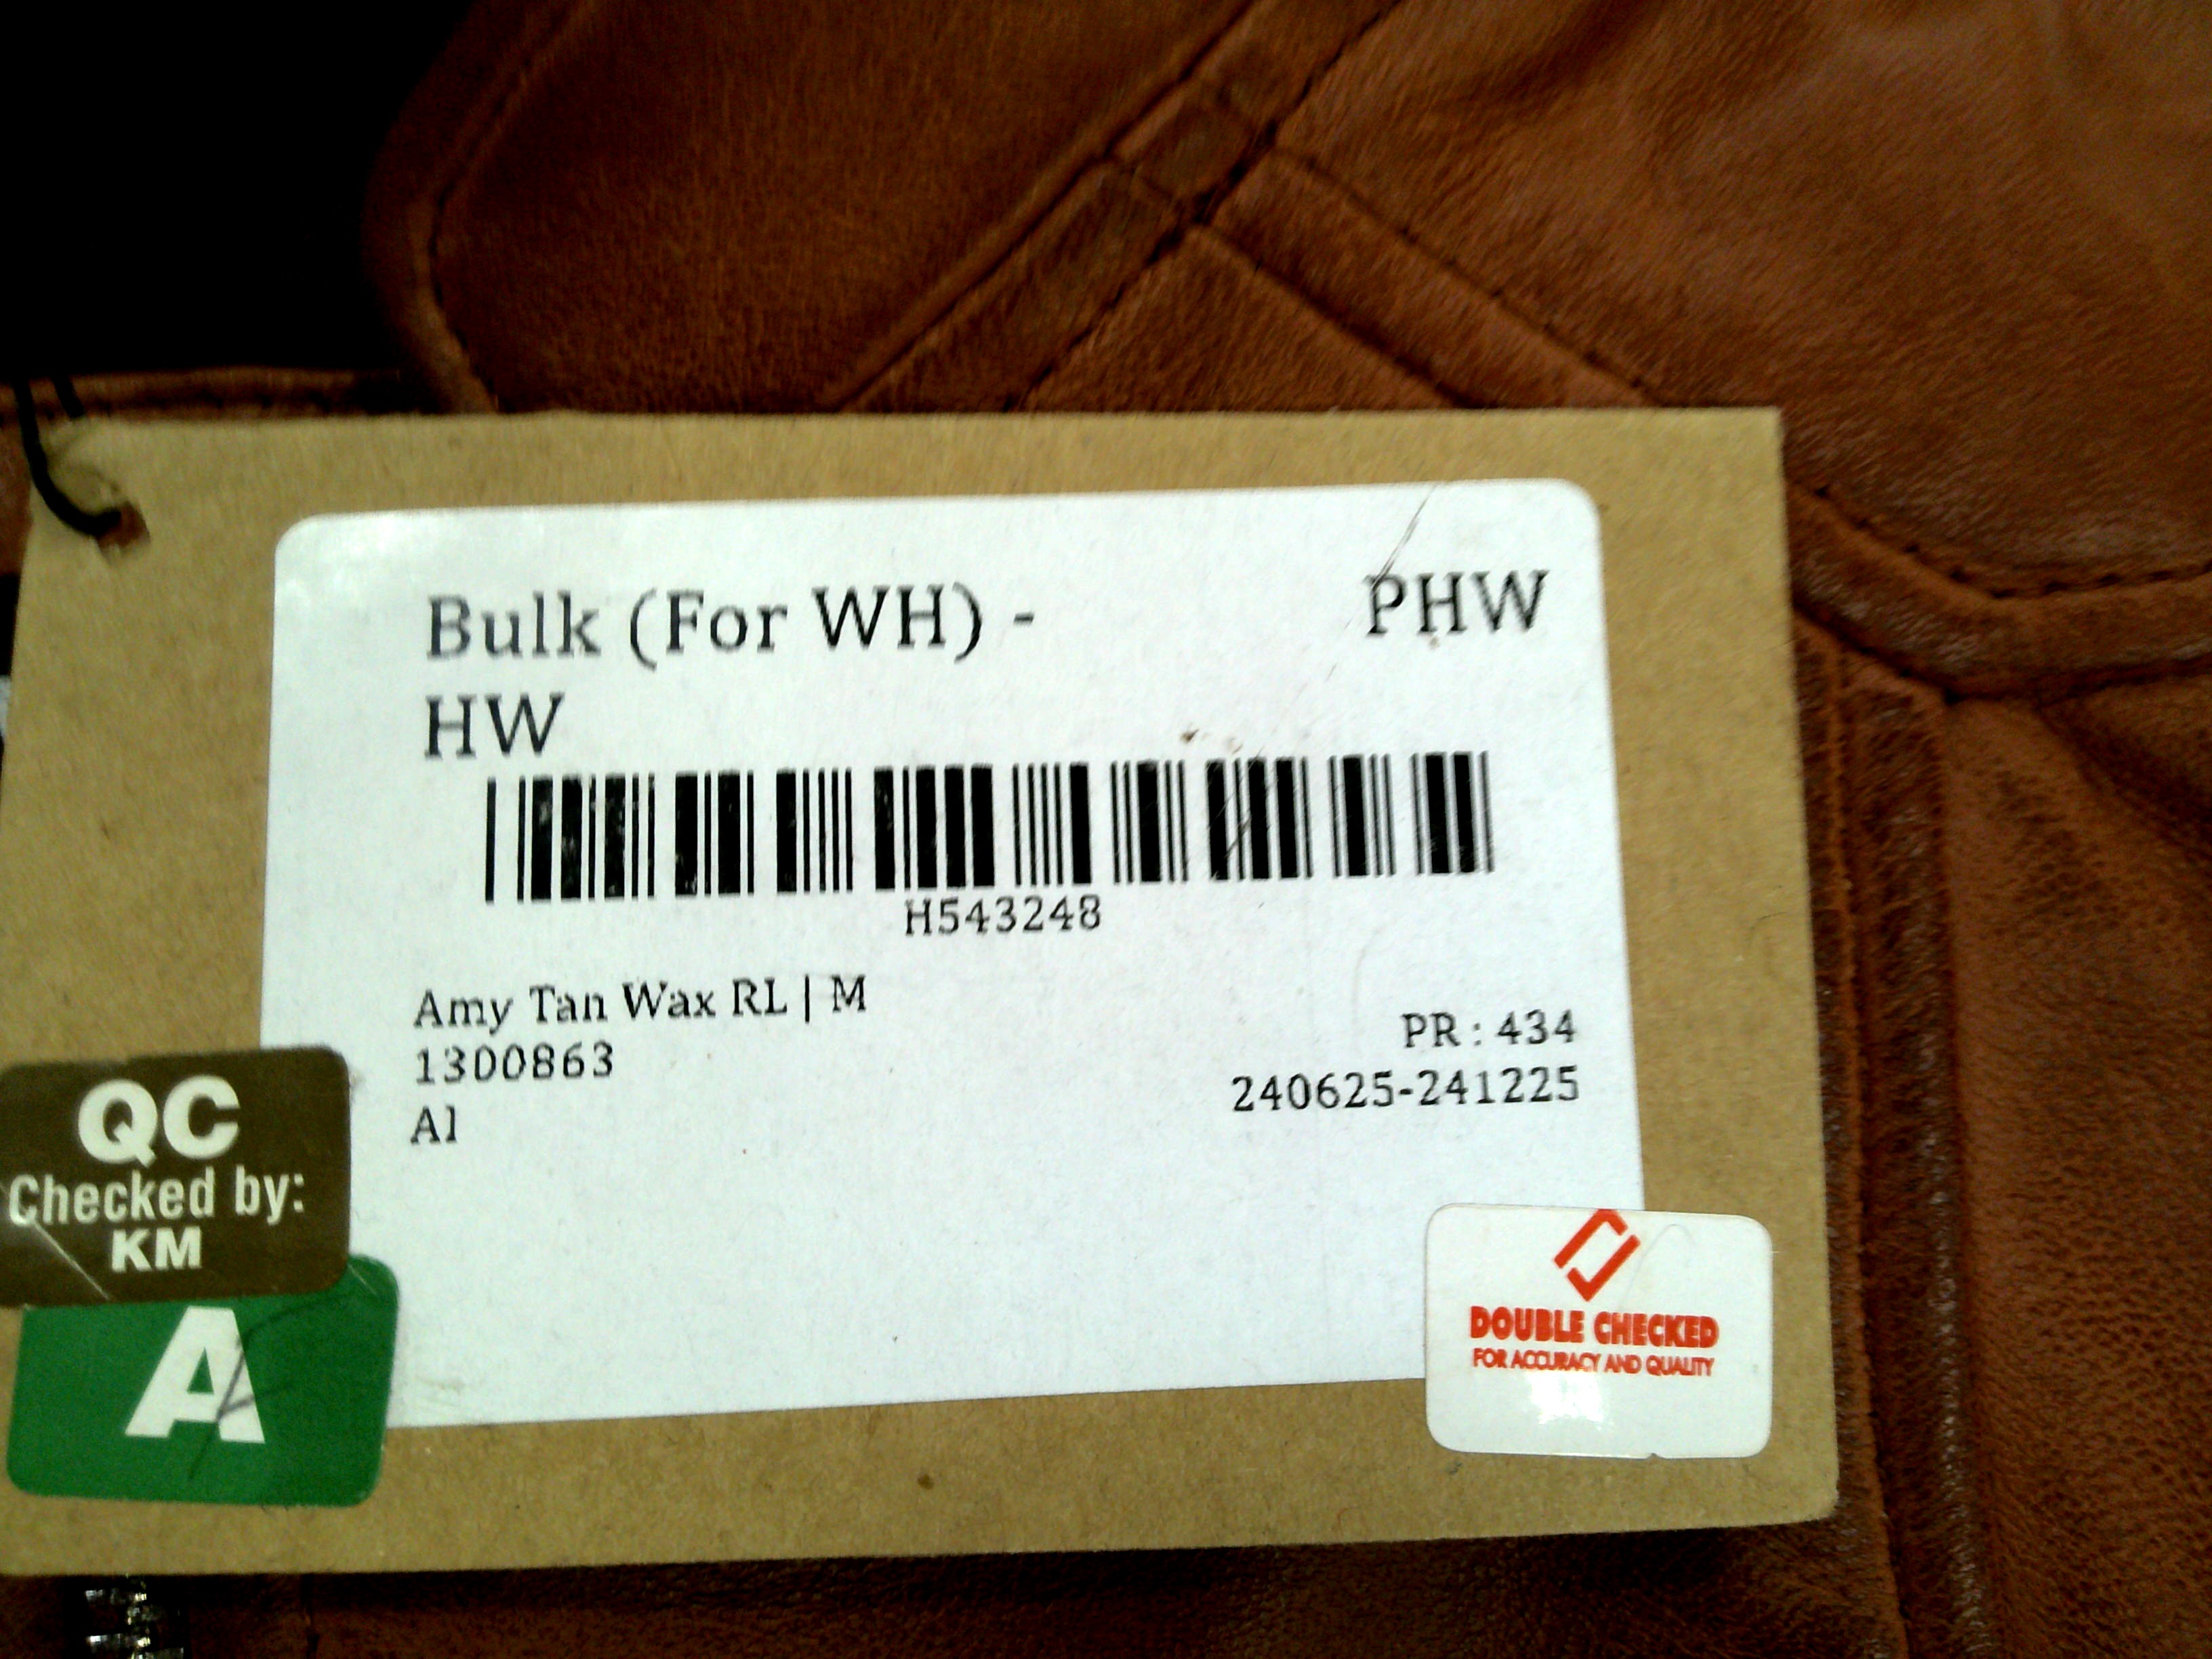 Bulk (For WH) - PHW
HW
H543248
Amy Tan Wax RL | M
1300863
PR : 434
Al
240625-241225
QC
Checked by:
KM
A
DOUBLE CHECKED
FOR ACCURACY AND QUALITY